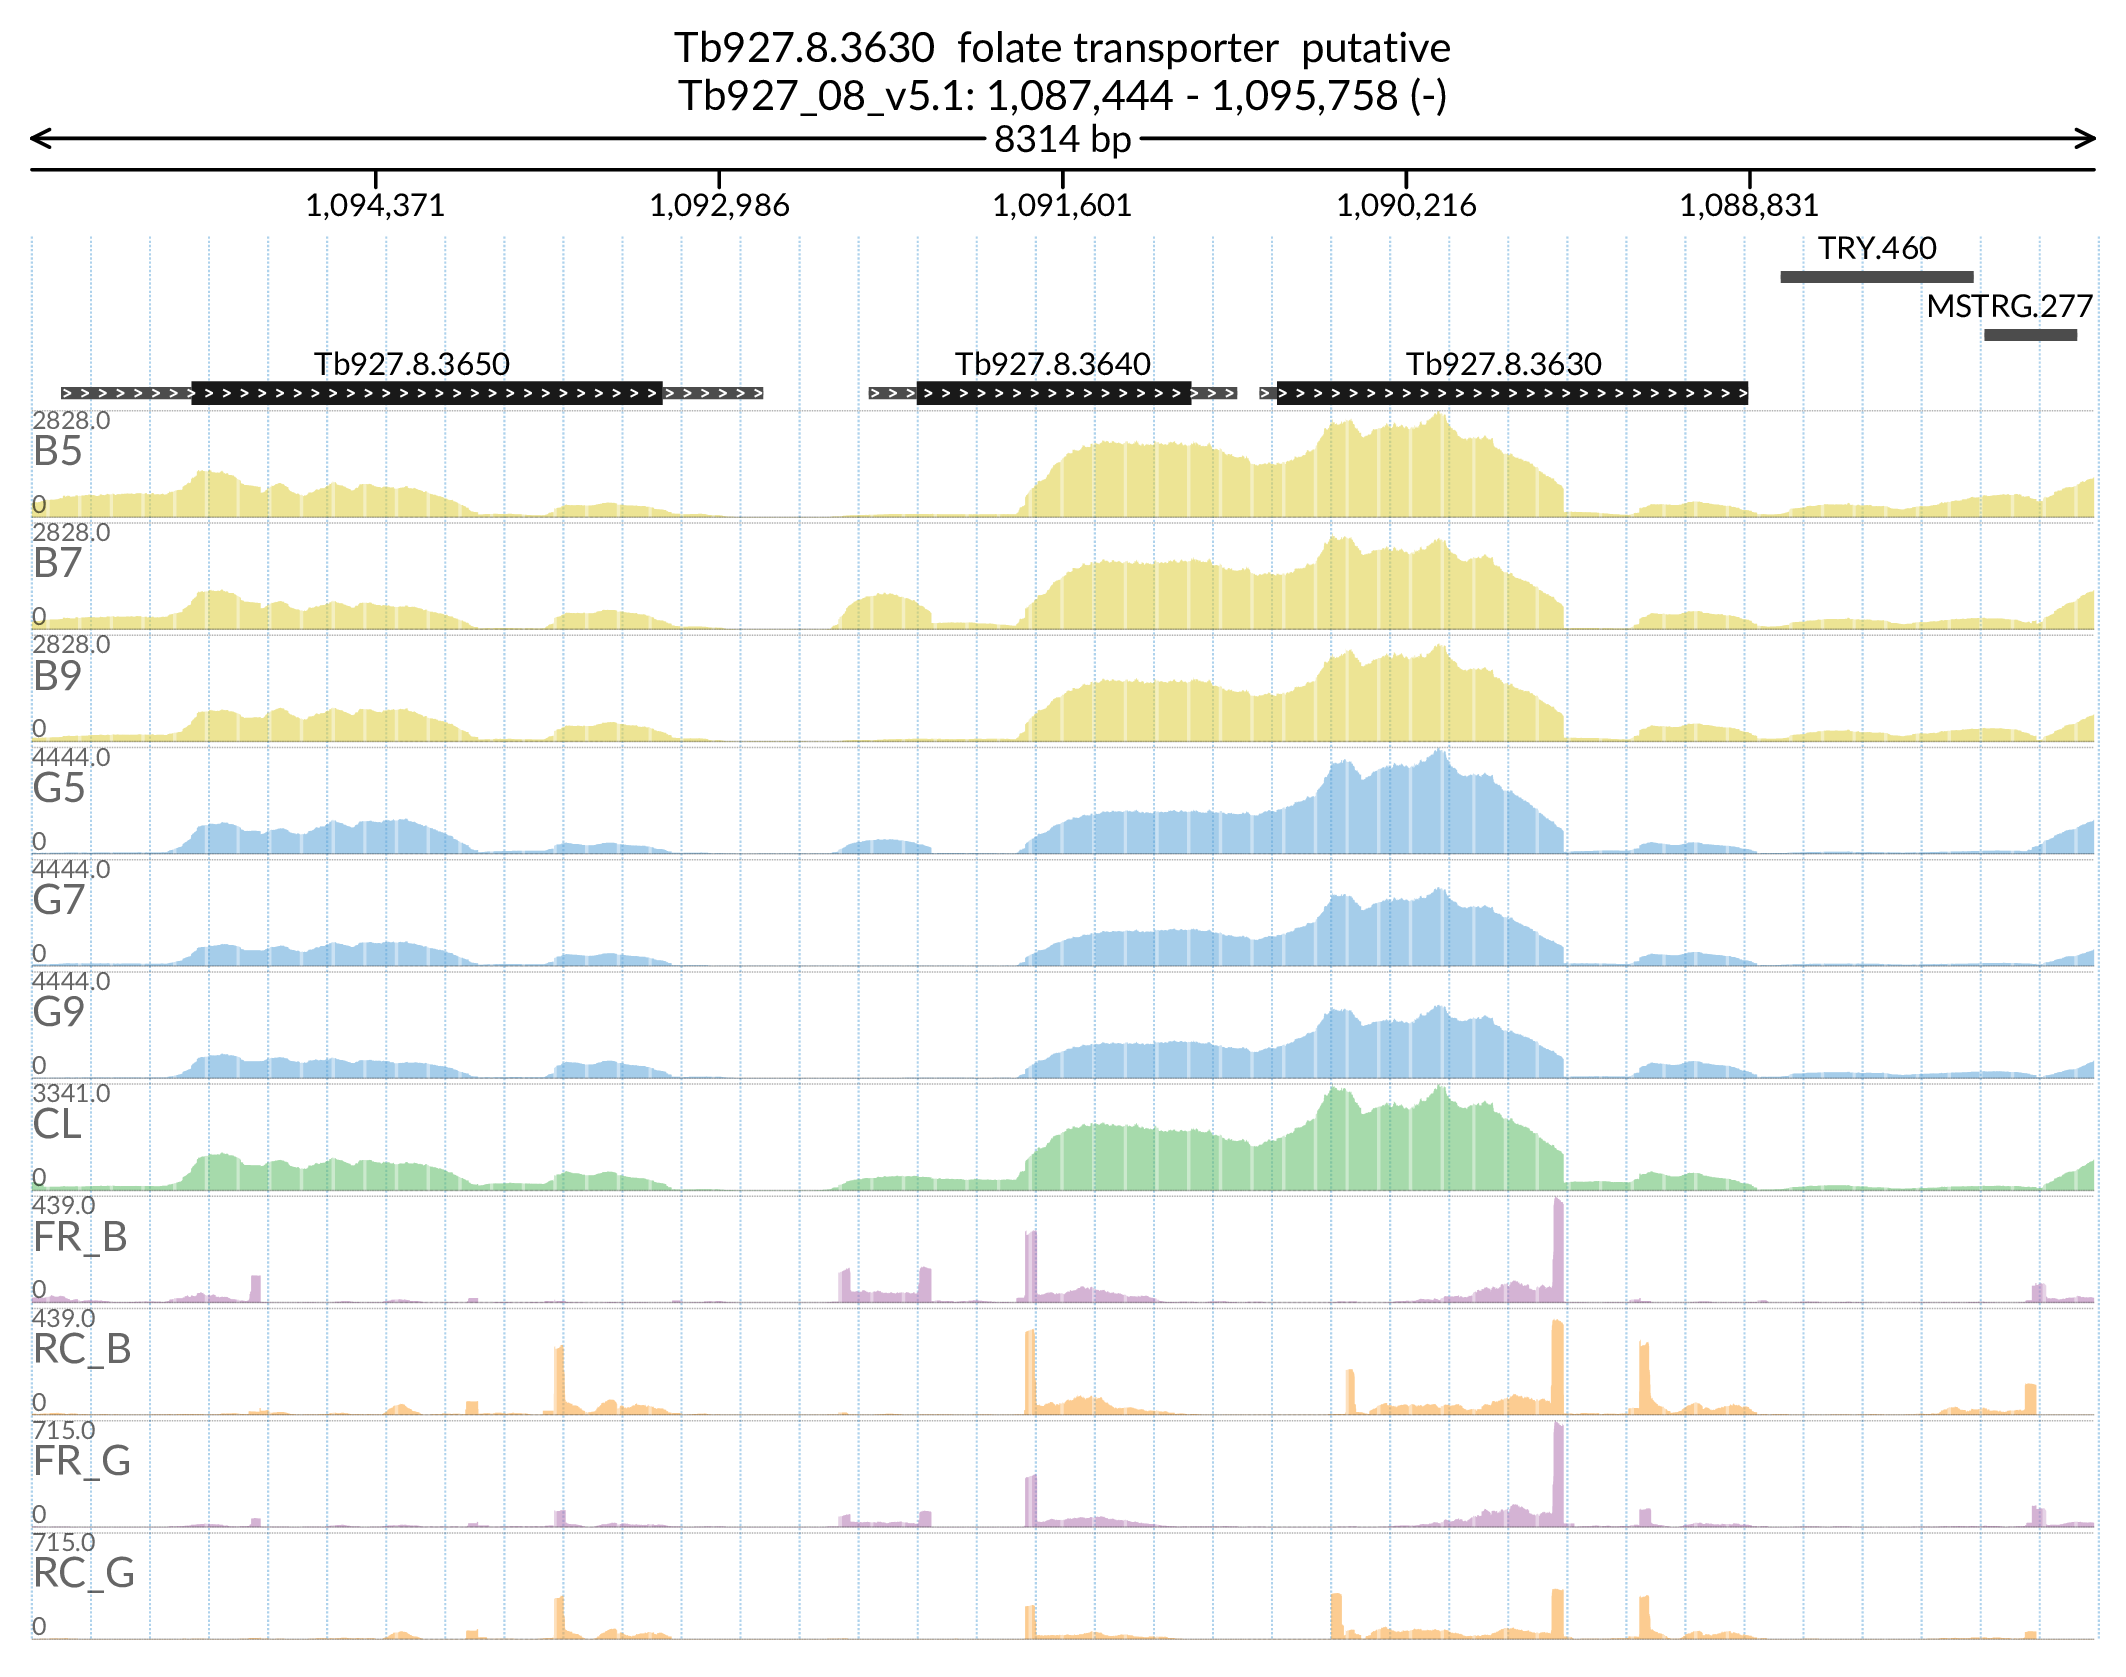 Tb927.8.3630 folate transporter putative
Tb927_08_v5.1: 1,087,444 - 1,095,758 (-)
8314 bp
1,094,371 1,092,986 1,091,601 1,090,216 1,088,831
TRY.460
MSTRG.277
Tb927.8.3650 Tb927.8.3640 Tb927.8.3630
2828.0
B5
0
2828.0
B7
0
2828.0
B9
0
4444.0
G5
0
4444.0
G7
0
4444.0
G9
0
3341.0
CL
0
439.0
FR_B
0
439.0
RC_B
0
715.0
FR_G
0
715.0
RC_G
0